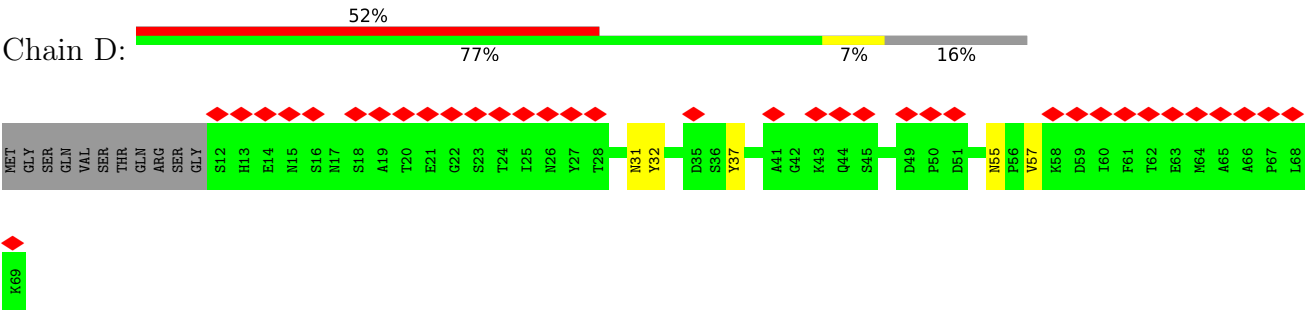 52%
Chain D:
77% 7% 16%
MET GLY SER GLN VAL SER THR GLN ARG SER GLY S12 H13 E14 N15 S16 N17 S18 A19 T20 E21 G22 S23 T24 I25 N26 Y27 T28 N31 Y32 D35 S36 Y37 A41 G42 K43 Q44 S45 D49 P50 D51 N55 P56 V57 K58 D59 I60 F61 T62 E63 M64 A65 A66 P67 L68
K69